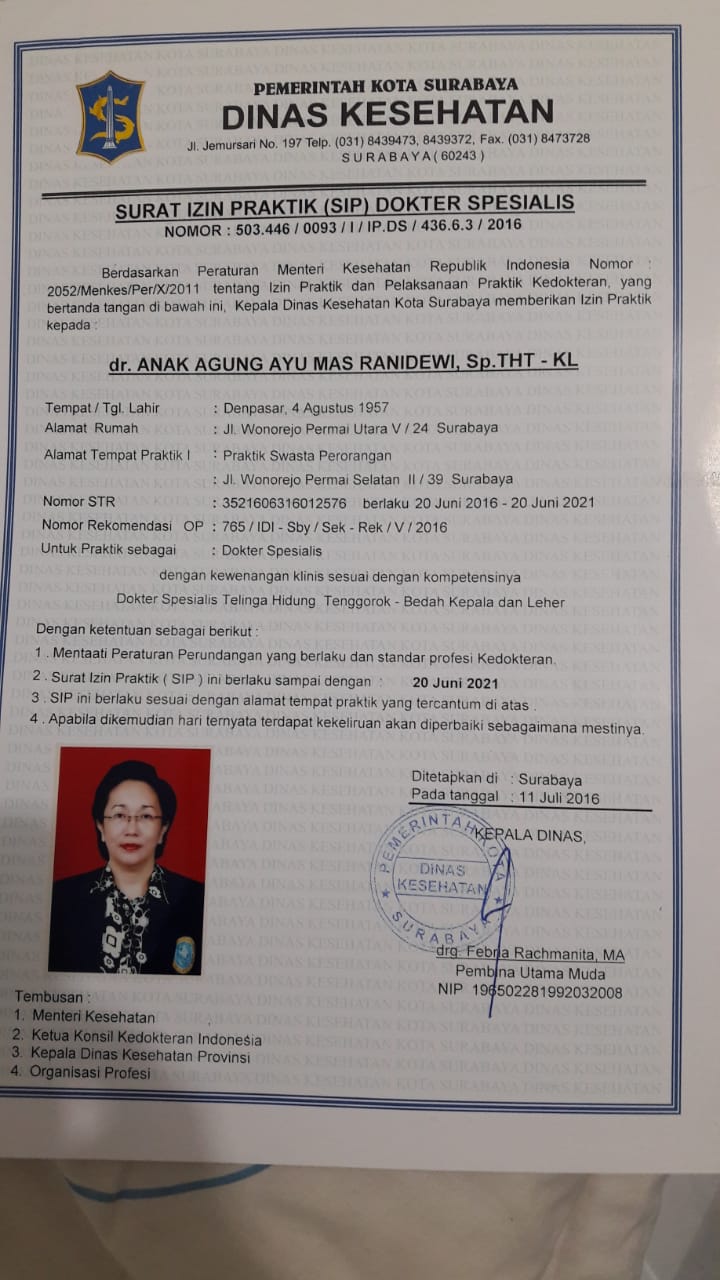 PEMERINTAH KOTA SURABAYA
DINAS KESEHATAN
Jl. Jemursari No. 197 Telp. (031) 8439473, 8439372, Fax. (031) 8473728
SURABAYA ( 60243 )
SURAT IZIN PRAKTIK (SIP) DOKTER SPESIALIS
NOMOR : 503.446 / 0093 / I / IP.DS / 436.6.3 / 2016
Berdasarkan Peraturan Menteri Kesehatan Republik Indonesia Nomor :
2052/Menkes/Per/X/2011 tentang Izin Praktik dan Pelaksanaan Praktik Kedokteran, yang
bertanda tangan di bawah ini, Kepala Dinas Kesehatan Kota Surabaya memberikan Izin Praktik
kepada :
dr. ANAK AGUNG AYU MAS RANIDEWI, Sp.THT - KL
Tempat / Tgl. Lahir : Denpasar, 4 Agustus 1957
Alamat Rumah : Jl. Wonorejo Permai Utara V / 24 Surabaya
Alamat Tempat Praktik I : Praktik Swasta Perorangan
: Jl. Wonorejo Permai Selatan II / 39 Surabaya
Nomor STR : 3521606316012576 berlaku 20 Juni 2016 - 20 Juni 2021
Nomor Rekomendasi OP : 765 / IDI - Sby / Sek - Rek / V / 2016
Untuk Praktik sebagai : Dokter Spesialis
dengan kewenangan klinis sesuai dengan kompetensinya
Dokter Spesialis Telinga Hidung Tenggorok - Bedah Kepala dan Leher
Dengan ketentuan sebagai berikut :
1 . Mentaati Peraturan Perundangan yang berlaku dan standar profesi Kedokteran.
2 . Surat Izin Praktik ( SIP ) ini berlaku sampai dengan : 20 Juni 2021
3 . SIP ini berlaku sesuai dengan alamat tempat praktik yang tercantum di atas .
4 . Apabila dikemudian hari ternyata terdapat kekeliruan akan diperbaiki sebagaimana mestinya.
Ditetapkan di : Surabaya
Pada tanggal : 11 Juli 2016
KEPALA DINAS,
PEMERINTAH KOTA
DINAS
KESEHATAN
SURABAYA
drg. Febria Rachmanita, MA
Pembina Utama Muda
NIP 196502281992032008
Tembusan :
1. Menteri Kesehatan
2. Ketua Konsil Kedokteran Indonesia
3. Kepala Dinas Kesehatan Provinsi
4. Organisasi Profesi